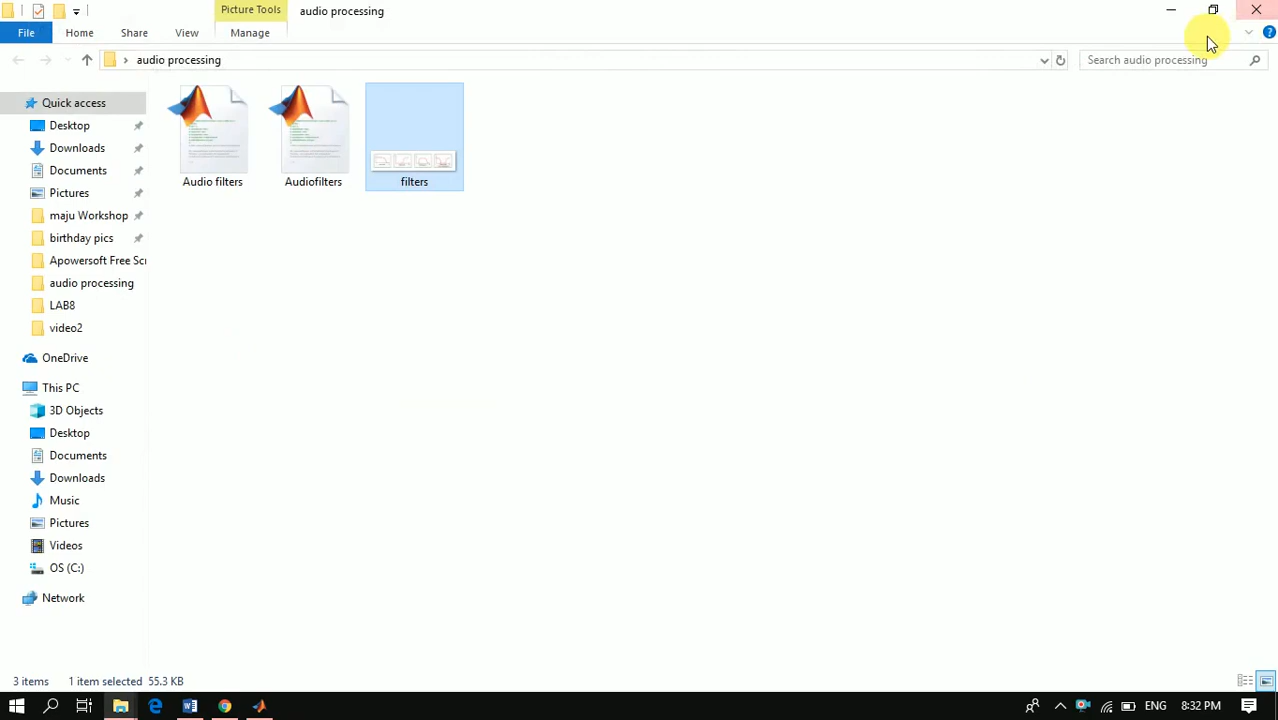 Picture Tools
audio processing
File
Home
Share
View
Manage
audio processing
Search audio processing
Quick access
Desktop
Downloads
Documents
Pictures
maju Workshop
birthday pics
Apowersoft Free Scr
audio processing
LAB8
video2
OneDrive
This PC
3D Objects
Desktop
Documents
Downloads
Music
Pictures
Videos
OS (C:)
Network
Audio filters
Audiofilters
filters
3 items
1 item selected 55.3 KB
ENG
8:32 PM